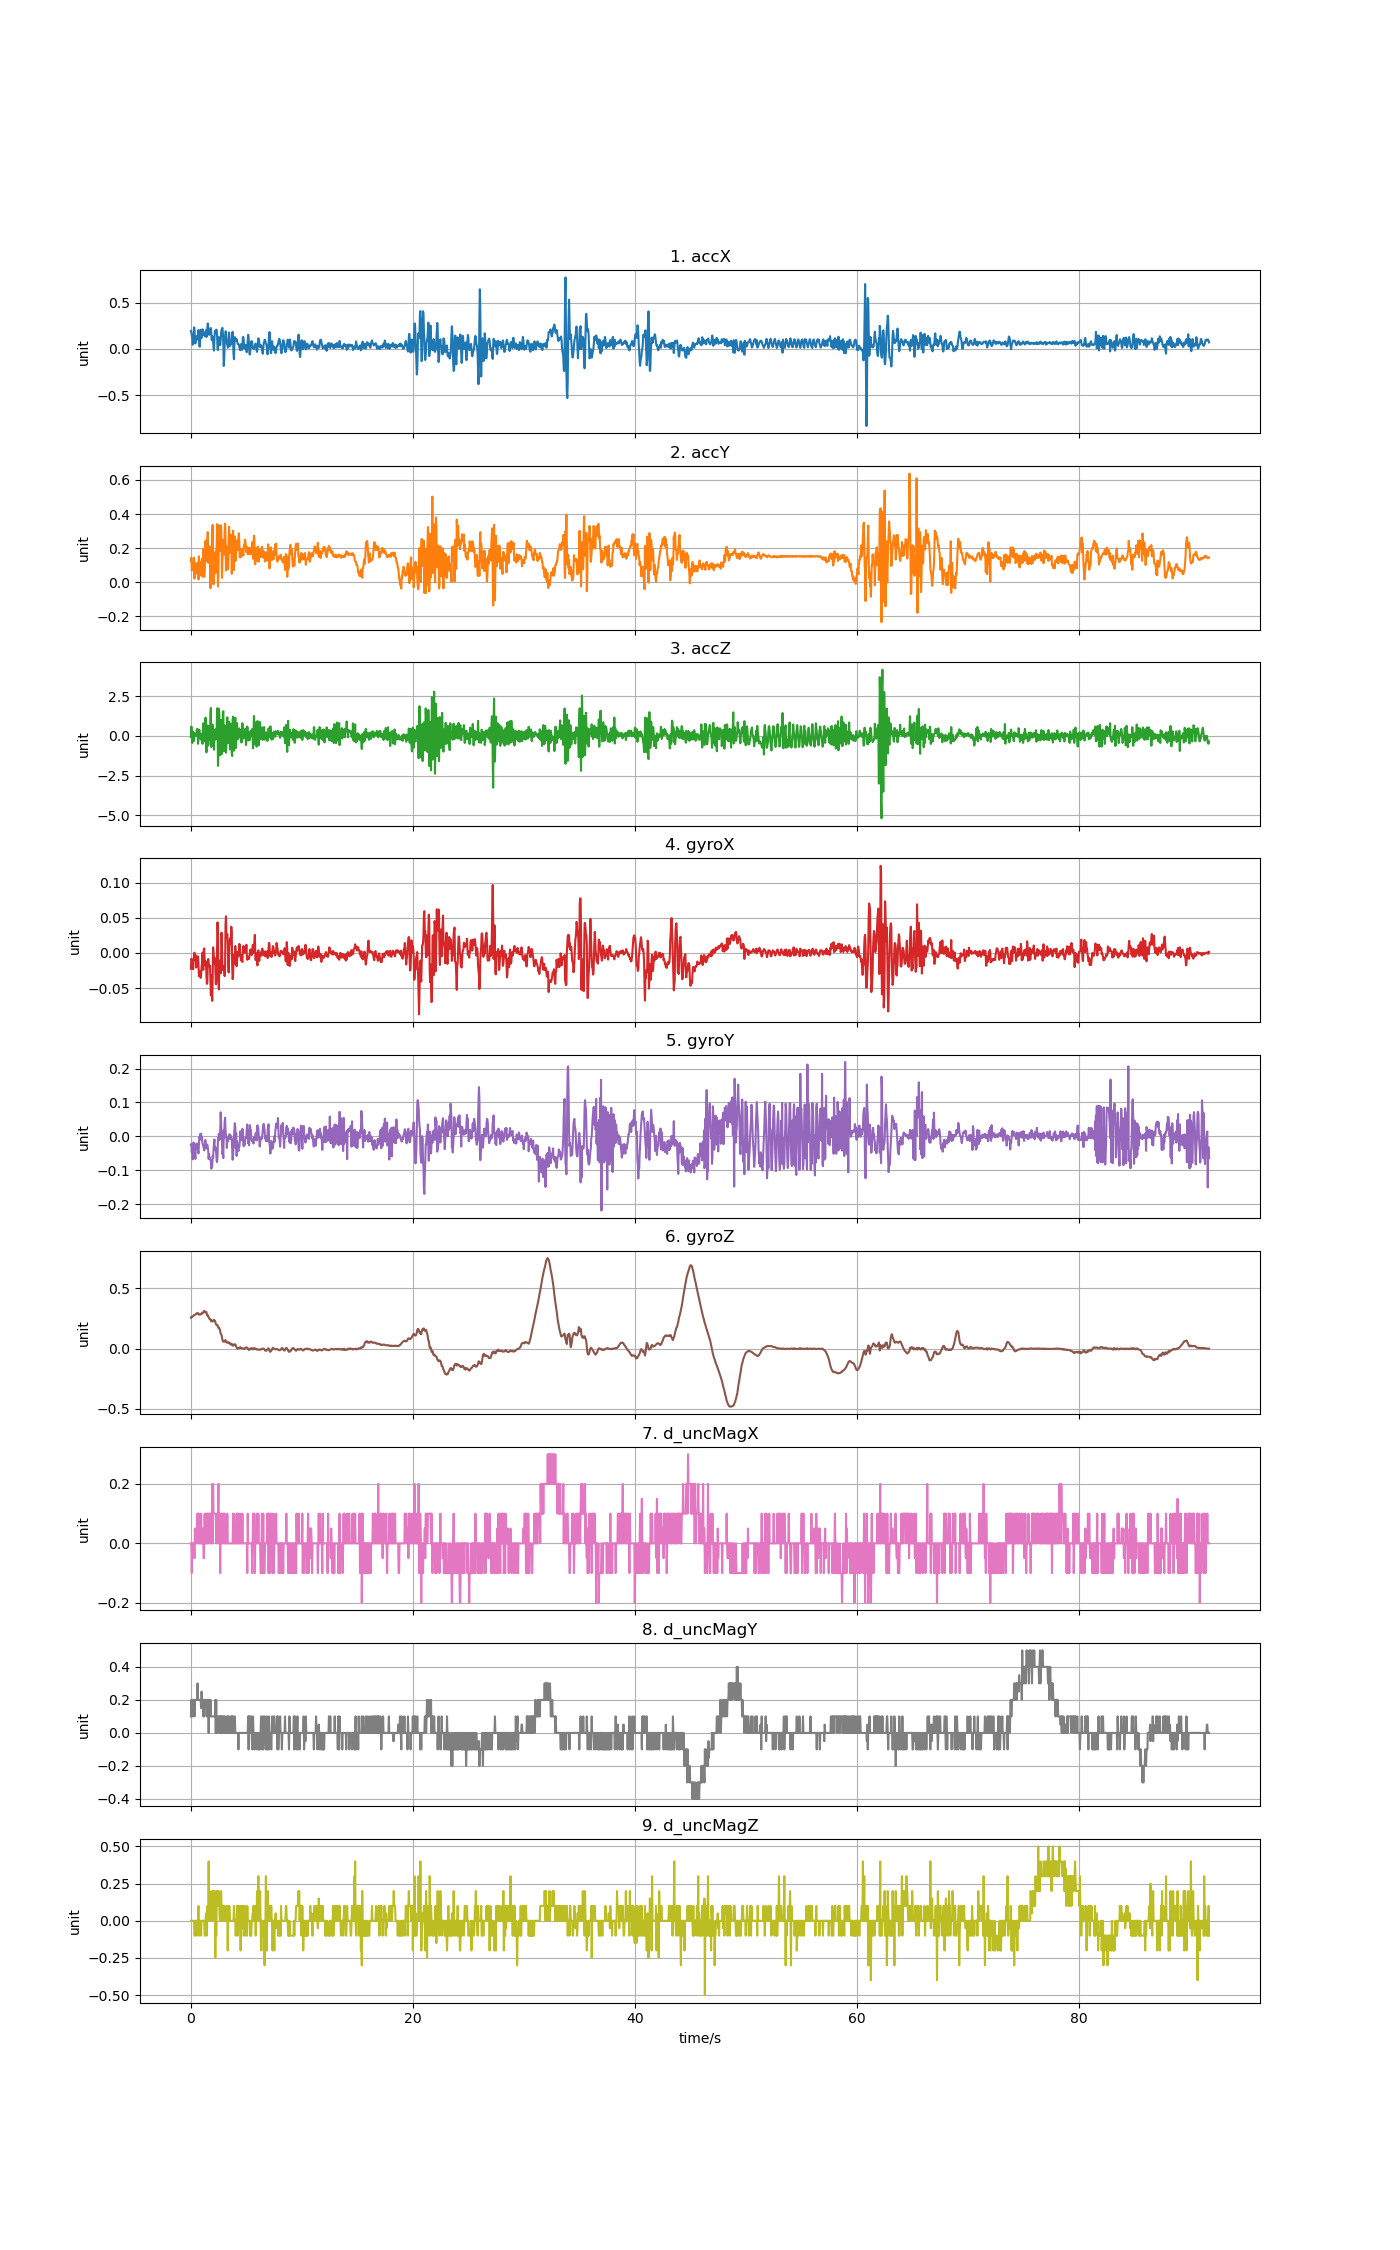 1. accX
0.5
0.0
−0.5
unit
2. accY
0.6
0.4
0.2
0.0
−0.2
unit
3. accZ
2.5
0.0
−2.5
−5.0
unit
4. gyroX
0.10
0.05
0.00
−0.05
unit
5. gyroY
0.2
0.1
0.0
−0.1
−0.2
unit
6. gyroZ
0.5
0.0
−0.5
unit
7. d_uncMagX
0.2
0.0
−0.2
unit
8. d_uncMagY
0.4
0.2
0.0
−0.2
−0.4
unit
9. d_uncMagZ
0.50
0.25
0.00
−0.25
−0.50
unit
0 20 40 60 80
time/s